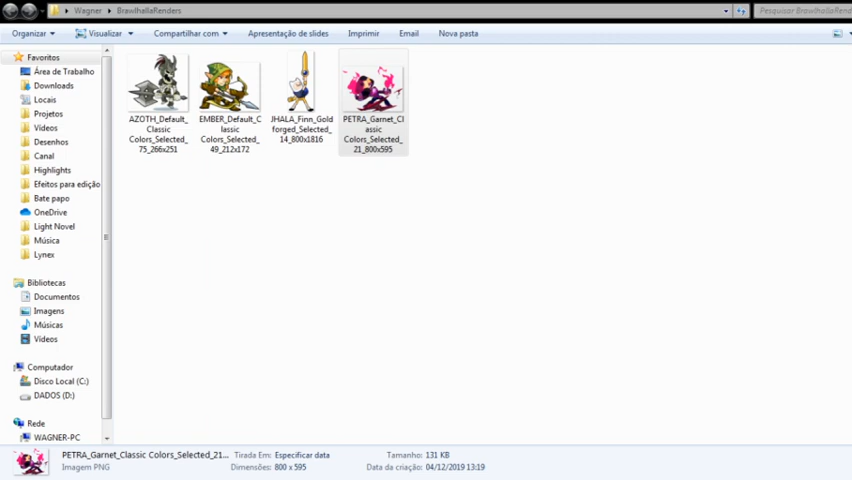 Wagner ▸ BrawlhallaRenders
Pesquisar BrawlhallaRenders
Organizar Visualizar Compartilhar com Apresentação de slides Imprimir Email Nova pasta
Favoritos
Área de Trabalho
Downloads
Locais
Projetos
Vídeos
Desenhos
Canal
Highlights
Efeitos para edição
Bate papo
OneDrive
Light Novel
Música
Lynex
Bibliotecas
Documentos
Imagens
Músicas
Vídeos
Computador
Disco Local (C:)
DADOS (D:)
Rede
WAGNER-PC
AZOTH_Default_
Classic
Colors_Selected_
75_266x251
EMBER_Default_C
lassic
Colors_Selected_
49_212x172
JHALA_Finn_Gold
forged_Selected_
14_800x1816
PETRA_Garnet_Cl
assic
Colors_Selected_
21_800x595
PETRA_Garnet_Classic Colors_Selected_21... Tirada Em: Especificar data Tamanho: 131 KB
Imagem PNG Dimensões: 800 x 595 Data da criação: 04/12/2019 13:19